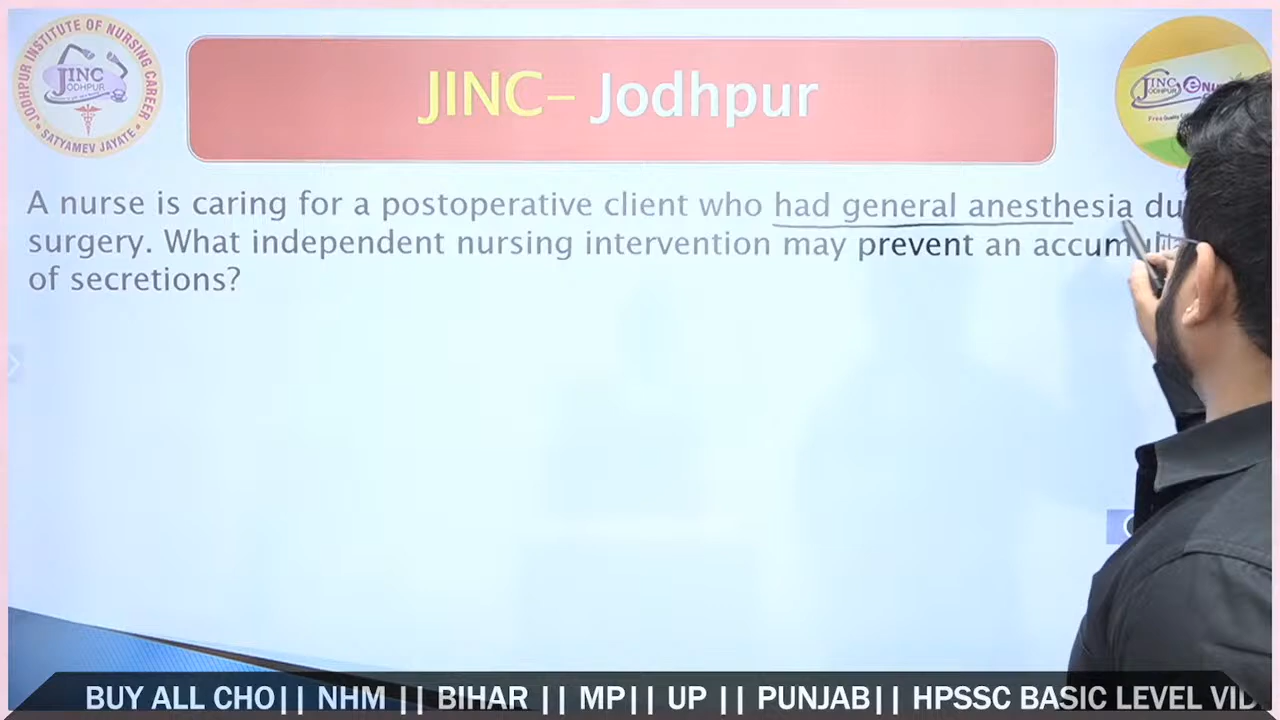 JODHPUR INSTITUTE OF NURSING CAREER
JINC
JODHPUR
SATYAMEV JAYATE
JINC- Jodhpur
JINC
JODHPUR
A nurse is caring for a postoperative client who had general anesthesia
surgery. What independent nursing intervention may prevent an
of secretions?
BUY ALL CHO|| NHM || BIHAR || MP|| UP || PUNJAB|| HPSSC BASIC LEVEL